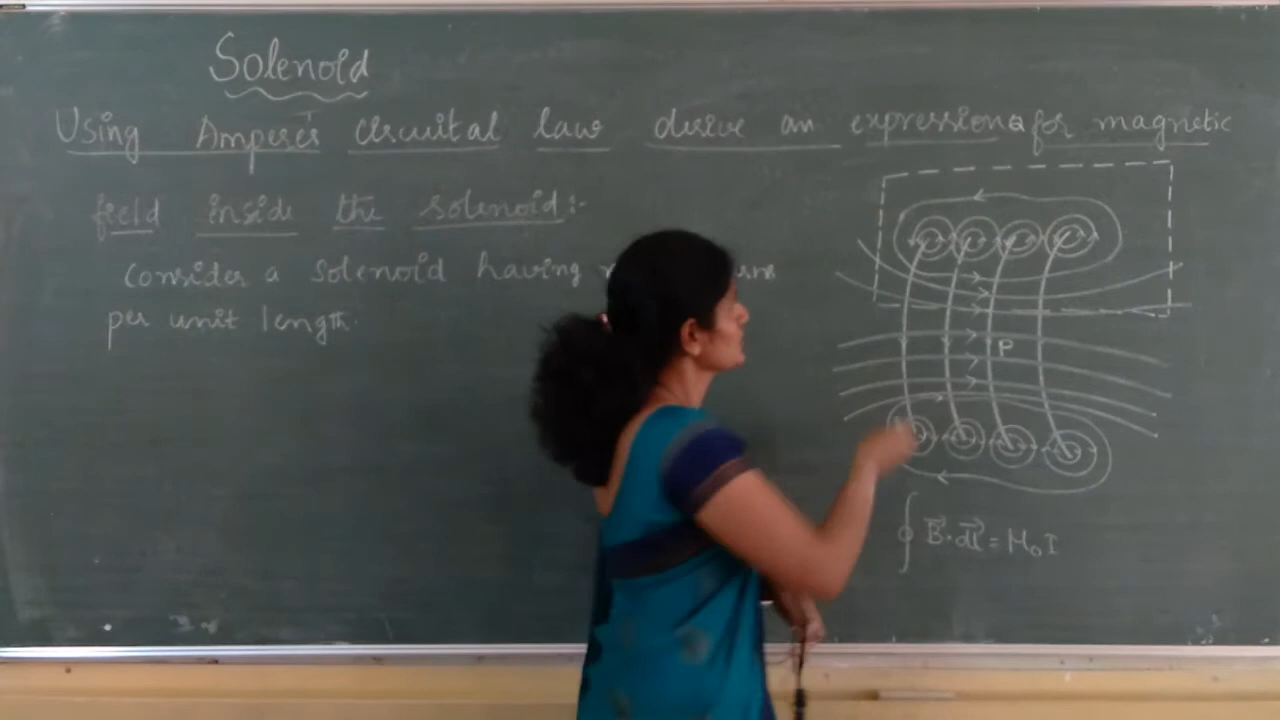 Solenoid
Using Ampere's circuital law derive an expression for magnetic
field inside the solenoid:-
Consider a solenoid having
per unit length.
P
∮ B⃗·dl⃗ = μ₀I